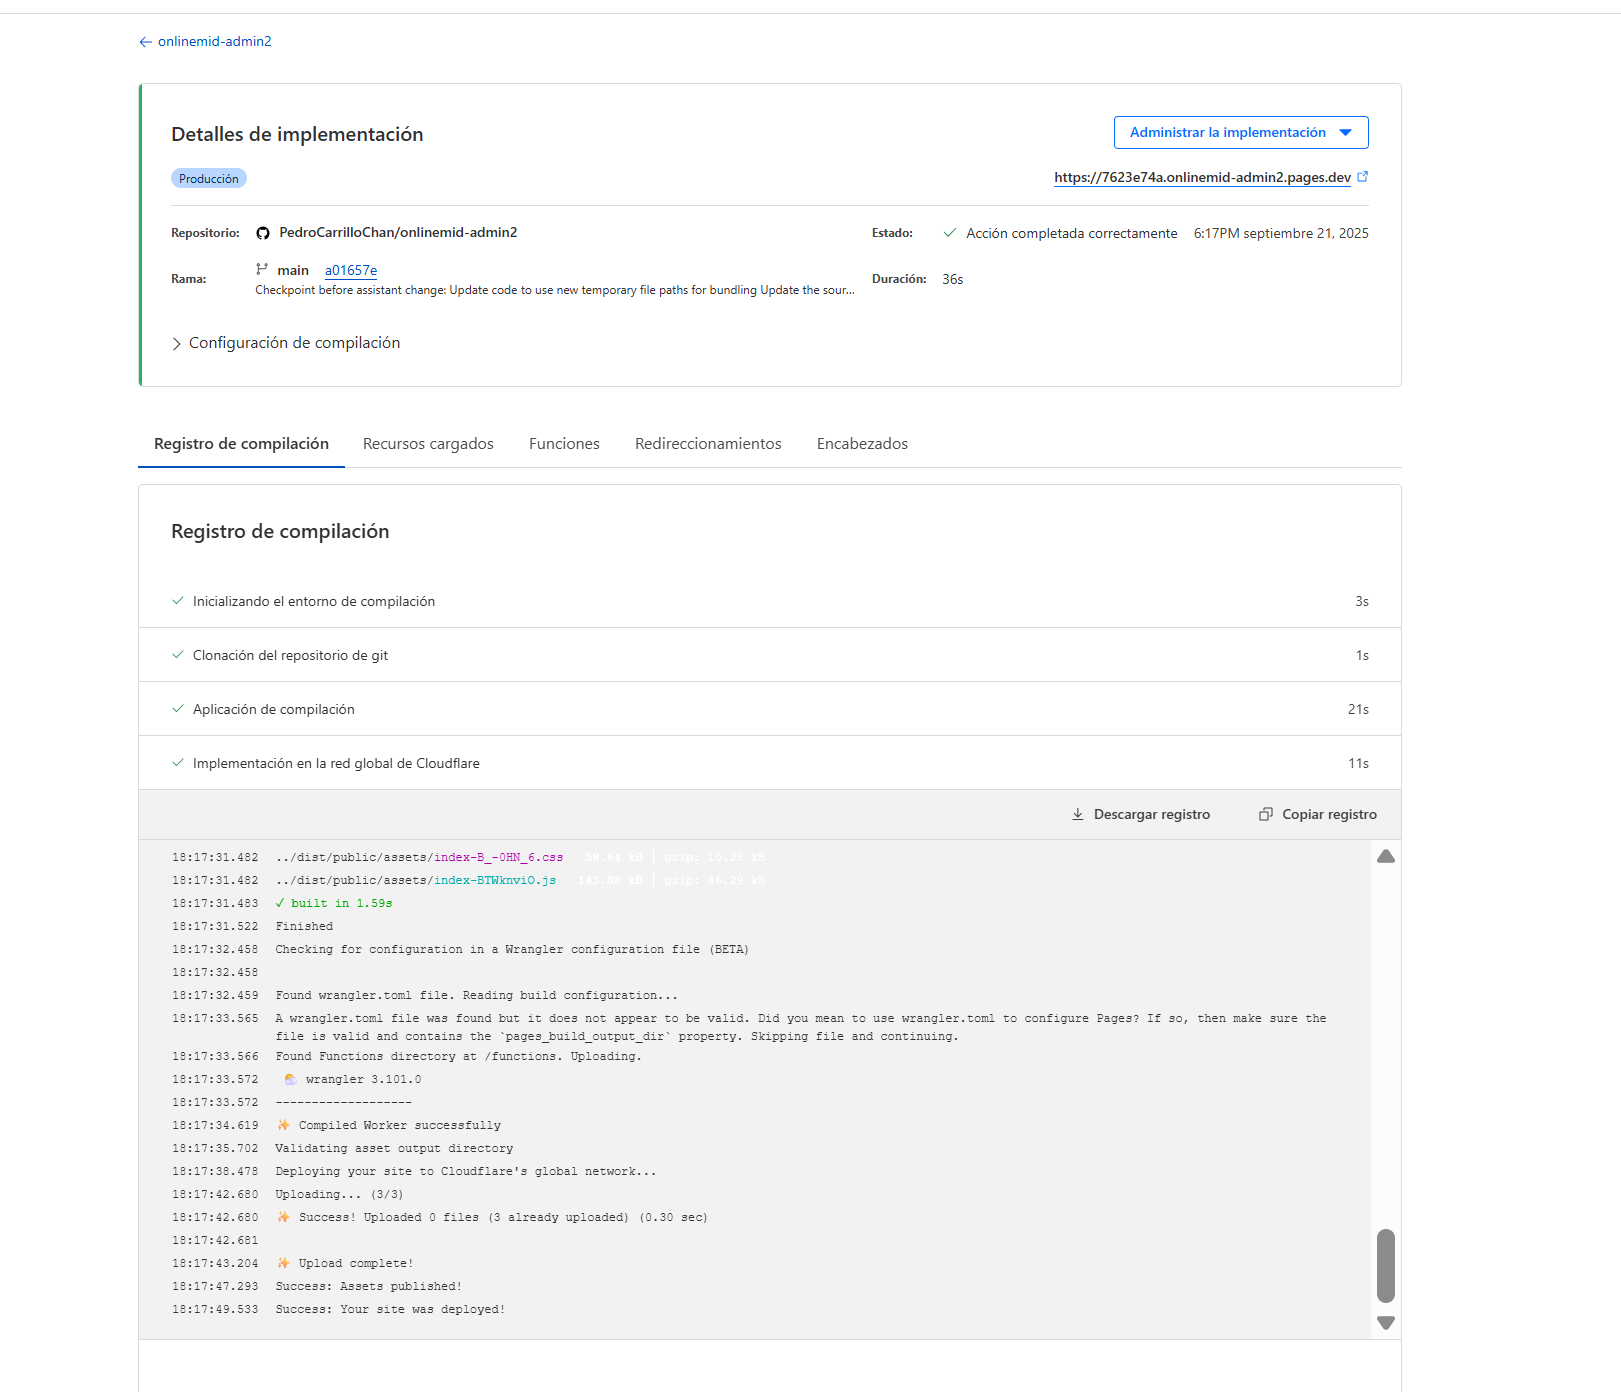 onlinemid-admin2
Detalles de implementación
Administrar la implementación
Producción
https://7623e74a.onlinemid-admin2.pages.dev
Repositorio: PedroCarrilloChan/onlinemid-admin2
Estado: Acción completada correctamente 6:17PM septiembre 21, 2025
Rama: main a01657e
Checkpoint before assistant change: Update code to use new temporary file paths for bundling Update the sour...
Duración: 36s
Configuración de compilación
Registro de compilación Recursos cargados Funciones Redireccionamientos Encabezados
Registro de compilación
Inicializando el entorno de compilación 3s
Clonación del repositorio de git 1s
Aplicación de compilación 21s
Implementación en la red global de Cloudflare 11s
Descargar registro Copiar registro
18:17:31.482 ../dist/public/assets/index-B_-0HN_6.css 58.64 kB │ gzip: 10.28 kB
18:17:31.482 ../dist/public/assets/index-BTWknviO.js 143.88 kB │ gzip: 46.29 kB
18:17:31.483 ✓ built in 1.59s
18:17:31.522 Finished
18:17:32.458 Checking for configuration in a Wrangler configuration file (BETA)
18:17:32.458
18:17:32.459 Found wrangler.toml file. Reading build configuration...
18:17:33.565 A wrangler.toml file was found but it does not appear to be valid. Did you mean to use wrangler.toml to configure Pages? If so, then make sure the
file is valid and contains the `pages_build_output_dir` property. Skipping file and continuing.
18:17:33.566 Found Functions directory at /functions. Uploading.
18:17:33.572 ⛅️ wrangler 3.101.0
18:17:33.572 -------------------
18:17:34.619 ✨ Compiled Worker successfully
18:17:35.702 Validating asset output directory
18:17:38.478 Deploying your site to Cloudflare's global network...
18:17:42.680 Uploading... (3/3)
18:17:42.680 ✨ Success! Uploaded 0 files (3 already uploaded) (0.30 sec)
18:17:42.681
18:17:43.204 ✨ Upload complete!
18:17:47.293 Success: Assets published!
18:17:49.533 Success: Your site was deployed!